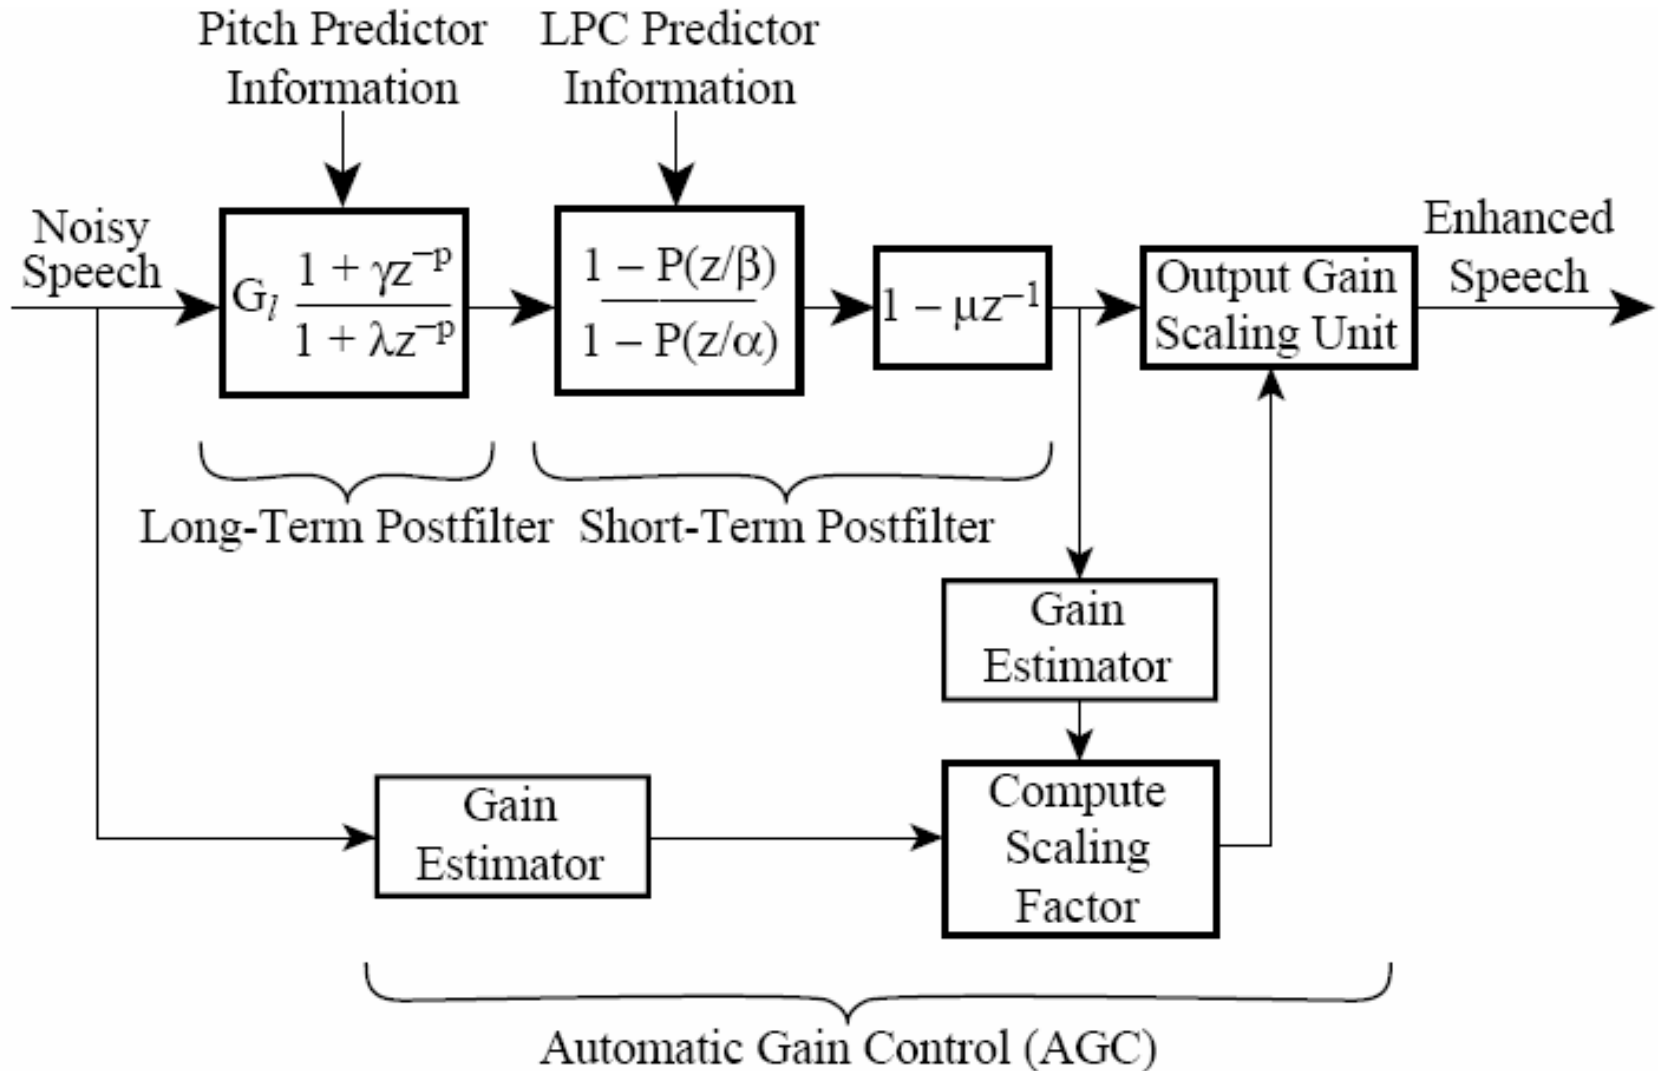 Pitch Predictor
Information
LPC Predictor
Information
Noisy
Speech
G_l (1 + γz^{−p}) / (1 + λz^{−p})
(1 − P(z/β)) / (1 − P(z/α))
1 − μz^{−1}
Output Gain
Scaling Unit
Enhanced
Speech
Long-Term Postfilter
Short-Term Postfilter
Gain
Estimator
Gain
Estimator
Compute
Scaling
Factor
Automatic Gain Control (AGC)